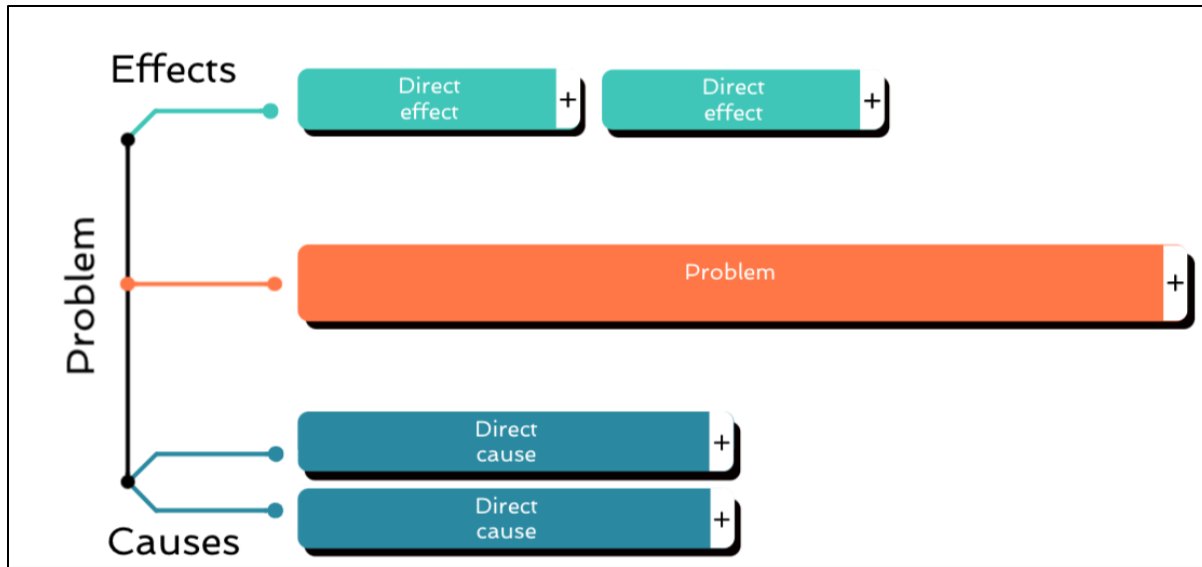 Effects
Direct
effect
+
Direct
effect
+
Problem
Problem
+
Direct
cause
+
Direct
cause
+
Causes